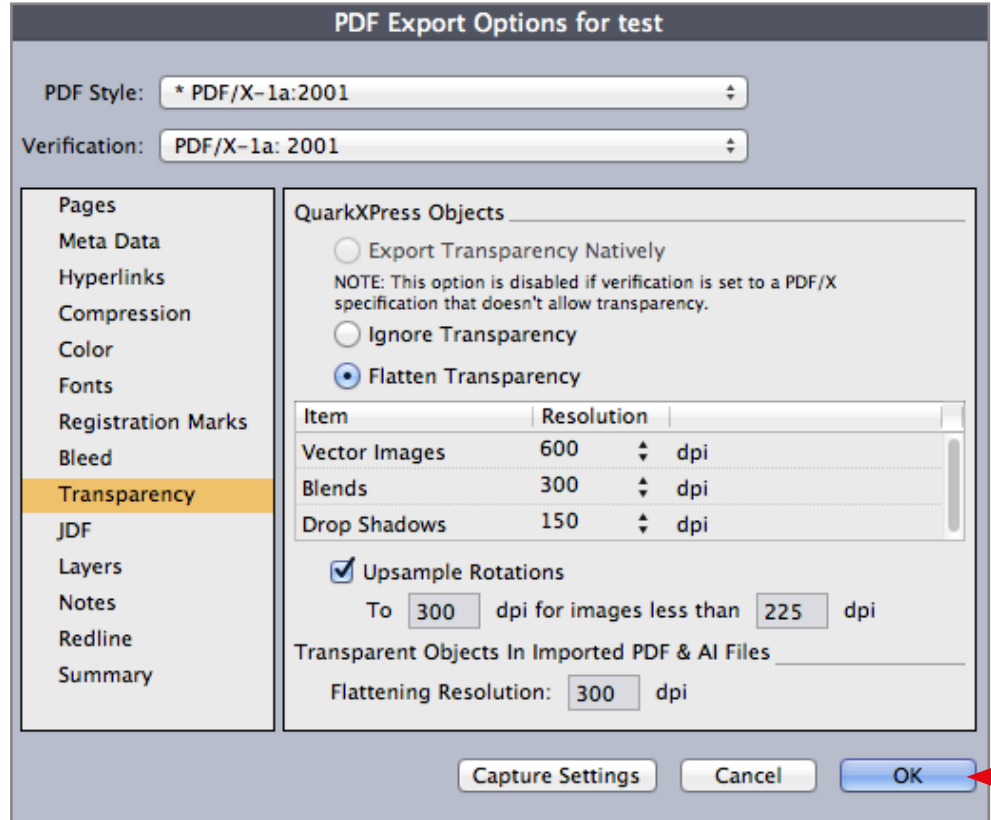 PDF Export Options for test
PDF Style: * PDF/X-1a:2001
Verification: PDF/X-1a: 2001
Pages
Meta Data
Hyperlinks
Compression
Color
Fonts
Registration Marks
Bleed
Transparency
JDF
Layers
Notes
Redline
Summary
QuarkXPress Objects
Export Transparency Natively
NOTE: This option is disabled if verification is set to a PDF/X
specification that doesn't allow transparency.
Ignore Transparency
Flatten Transparency
Item Resolution
Vector Images 600 dpi
Blends 300 dpi
Drop Shadows 150 dpi
Upsample Rotations
To 300 dpi for images less than 225 dpi
Transparent Objects In Imported PDF & AI Files
Flattening Resolution: 300 dpi
Capture Settings Cancel OK